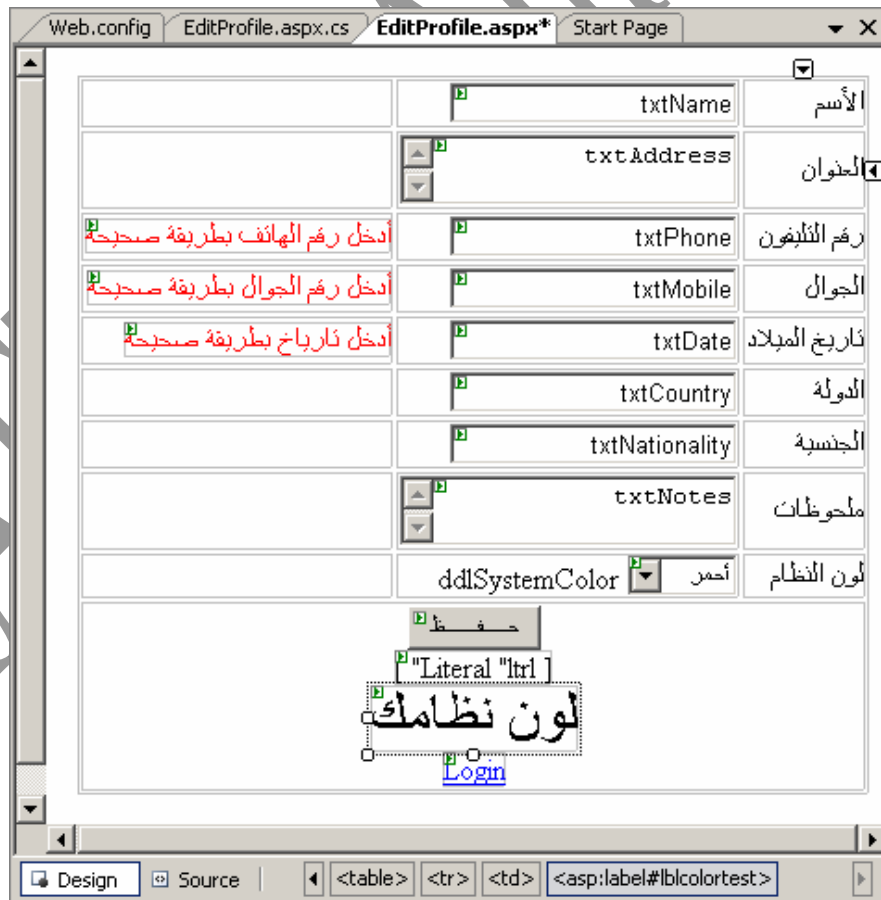 Web.config EditProfile.aspx.cs EditProfile.aspx* Start Page
الأسم txtName
العنوان txtAddress
رقم التليفون txtPhone أدخل رقم الهاتف بطريقة صحيحة
الجوال txtMobile أدخل رقم الجوال بطريقة صحيحة
تاريخ الميلاد txtDate أدخل تارياخ بطريقة صحيحة
الدولة txtCountry
الجنسية txtNationality
ملحوظات txtNotes
لون النظام أحمر ddlSystemColor
حـــفـــــظ
[ "Literal "ltrl ]
لون نظامك
Login
Design Source <table> <tr> <td> <asp:label#lblcolortest>